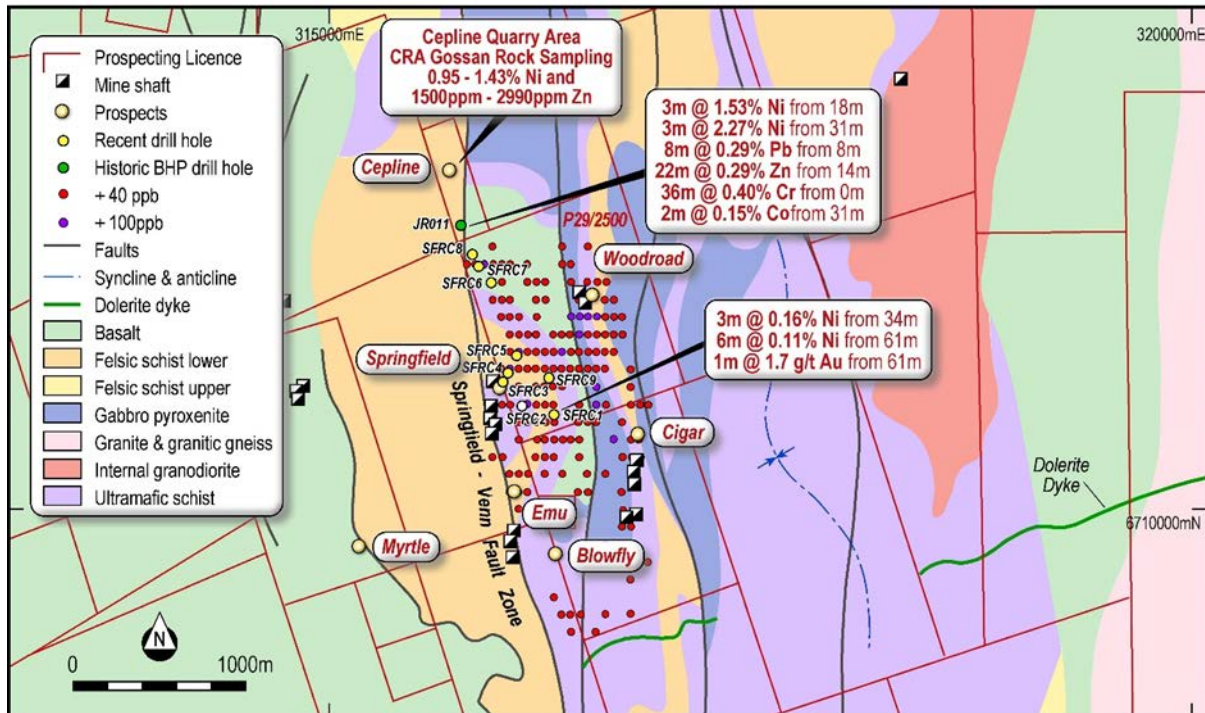 315000mE
320000mE
Prospecting Licence
Mine shaft
Prospects
Recent drill hole
Historic BHP drill hole
+ 40 ppb
+ 100ppb
Faults
Syncline & anticline
Dolerite dyke
Basalt
Felsic schist lower
Felsic schist upper
Gabbro pyroxenite
Granite & granitic gneiss
Internal granodiorite
Ultramafic schist
Cepline Quarry Area
CRA Gossan Rock Sampling
0.95 - 1.43% Ni and
1500ppm - 2990ppm Zn
3m @ 1.53% Ni from 18m
3m @ 2.27% Ni from 31m
8m @ 0.29% Pb from 8m
22m @ 0.29% Zn from 14m
36m @ 0.40% Cr from 0m
2m @ 0.15% Co from 31m
Cepline
JR011
P29/2500
SFRC8
SFRC7
SFRC6
Woodroad
3m @ 0.16% Ni from 34m
6m @ 0.11% Ni from 61m
1m @ 1.7 g/t Au from 61m
Springfield
SFRC5
SFRC4
SFRC9
SFRC3
SFRC2
SFRC1
Cigar
Springfield - Venn Fault Zone
Dolerite
Dyke
6710000mN
Emu
Myrtle
Blowfly
N
0
1000m